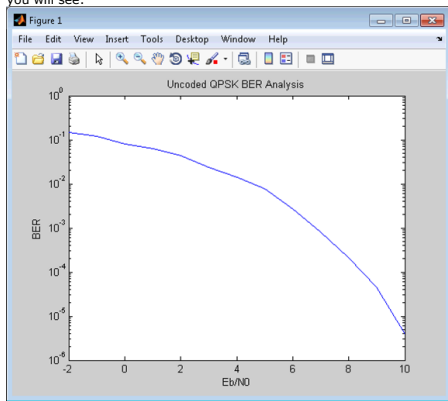 you will see:
Figure 1
File Edit View Insert Tools Desktop Window Help
Uncoded QPSK BER Analysis
10^0
10^-1
10^-2
10^-3
10^-4
10^-5
10^-6
BER
-2 0 2 4 6 8 10
Eb/N0